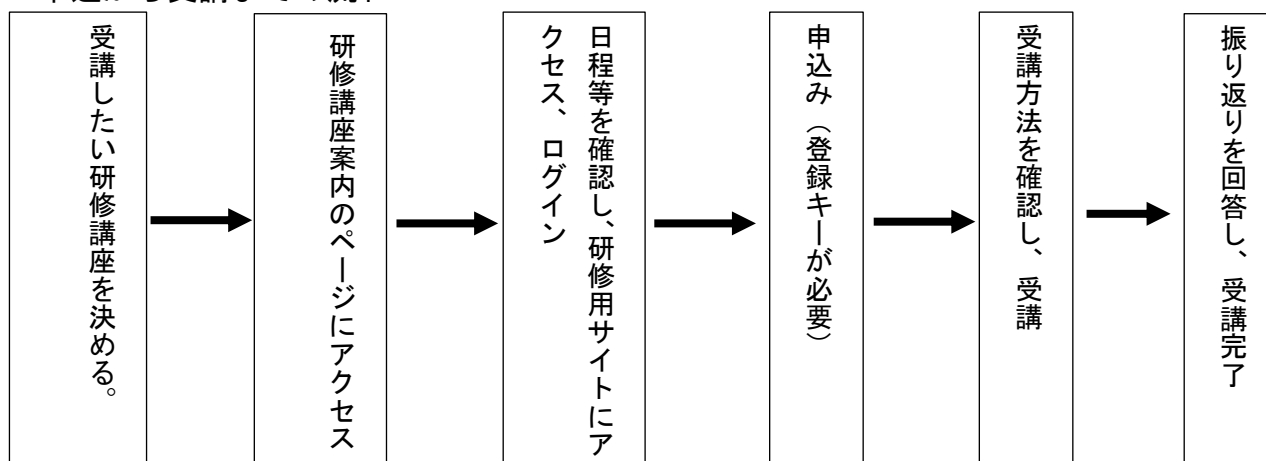 受講したい研修講座を決める。
研修講座案内のページにアクセス
日程等を確認し、研修用サイトにア
クセス、ログイン
申込み（登録キーが必要）
受講方法を確認し、受講
振り返りを回答し、受講完了